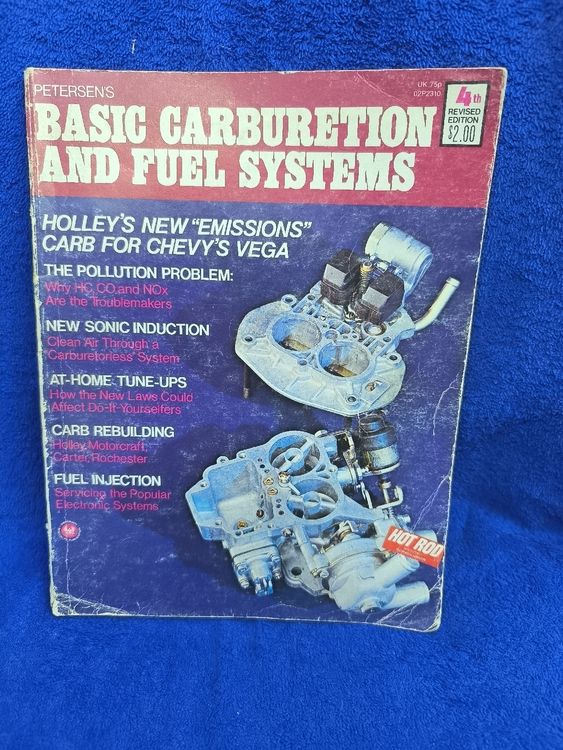 PETERSEN'S
UK 75p
02P2310
BASIC CARBURETION
AND FUEL SYSTEMS
4th
REVISED
EDITION
$2.00
HOLLEY'S NEW "EMISSIONS"
CARB FOR CHEVY'S VEGA
THE POLLUTION PROBLEM:
Why HC, CO and NOx
Are the Troublemakers
NEW SONIC INDUCTION
Clean Air Through a
"Carburetorless" System
AT-HOME TUNE-UPS
How the New Laws Could
Affect Do-It-Yourselfers
CARB REBUILDING
Holley, Motorcraft,
Carter, Rochester
FUEL INJECTION
Servicing the Popular
Electronic Systems
HOT ROD